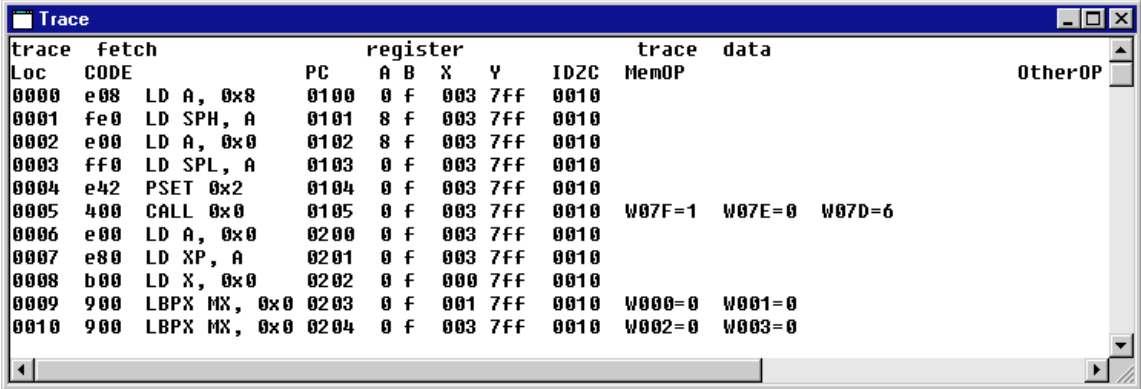 Trace
trace fetch register trace data
Loc CODE PC A B X Y IDZC MemOP OtherOP
0000 e08 LD A, 0x8 0100 0 f 003 7ff 0010
0001 fe0 LD SPH, A 0101 8 f 003 7ff 0010
0002 e00 LD A, 0x0 0102 8 f 003 7ff 0010
0003 ff0 LD SPL, A 0103 0 f 003 7ff 0010
0004 e42 PSET 0x2 0104 0 f 003 7ff 0010
0005 400 CALL 0x0 0105 0 f 003 7ff 0010 W07F=1 W07E=0 W07D=6
0006 e00 LD A, 0x0 0200 0 f 003 7ff 0010
0007 e80 LD XP, A 0201 0 f 003 7ff 0010
0008 b00 LD X, 0x0 0202 0 f 000 7ff 0010
0009 900 LBPX MX, 0x0 0203 0 f 001 7ff 0010 W000=0 W001=0
0010 900 LBPX MX, 0x0 0204 0 f 003 7ff 0010 W002=0 W003=0